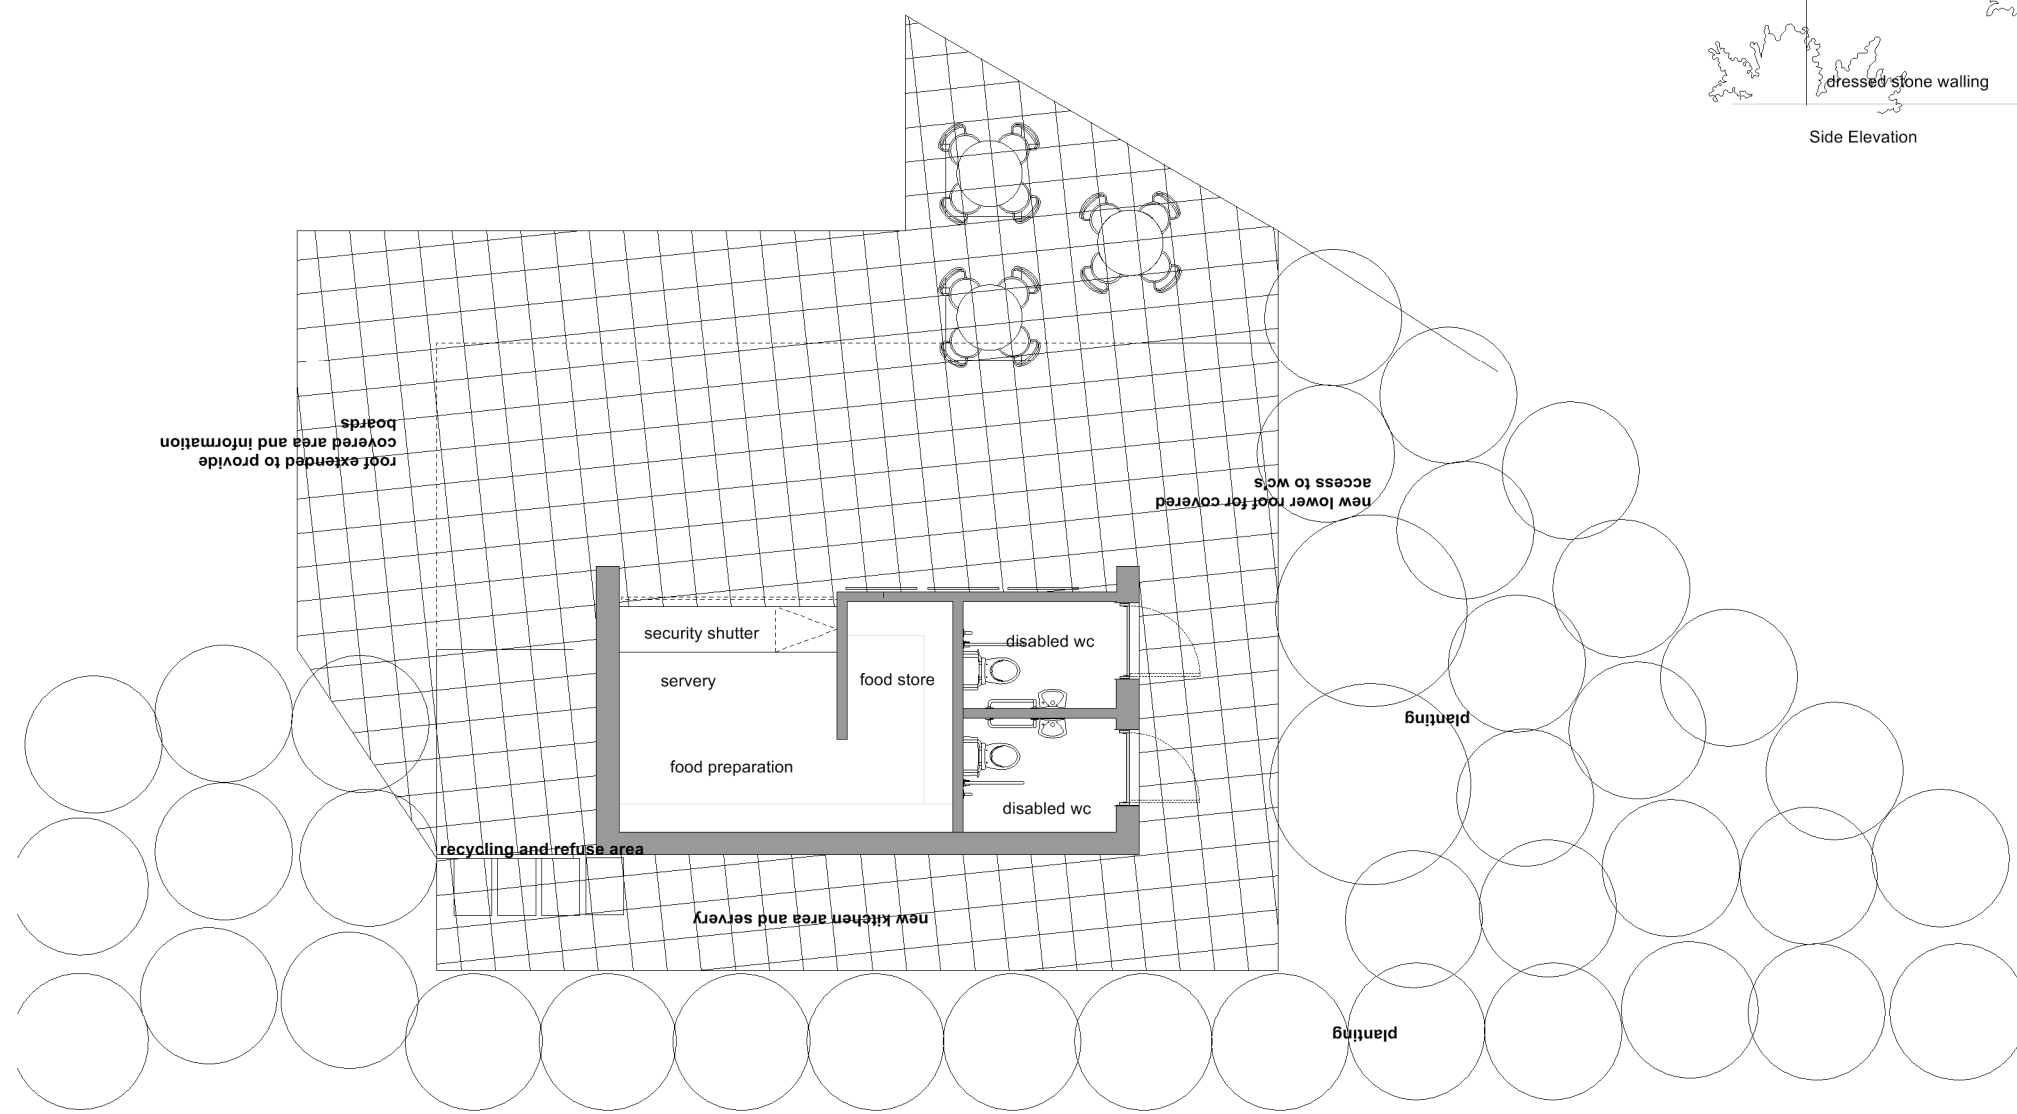 dressed stone walling
Side Elevation
roof extended to provide
covered area and information
boards
new lower roof for covered
access to wc's
security shutter
disabled wc
servery
food store
planting
food preparation
disabled wc
recycling and refuse area
new kitchen area and servery
planting